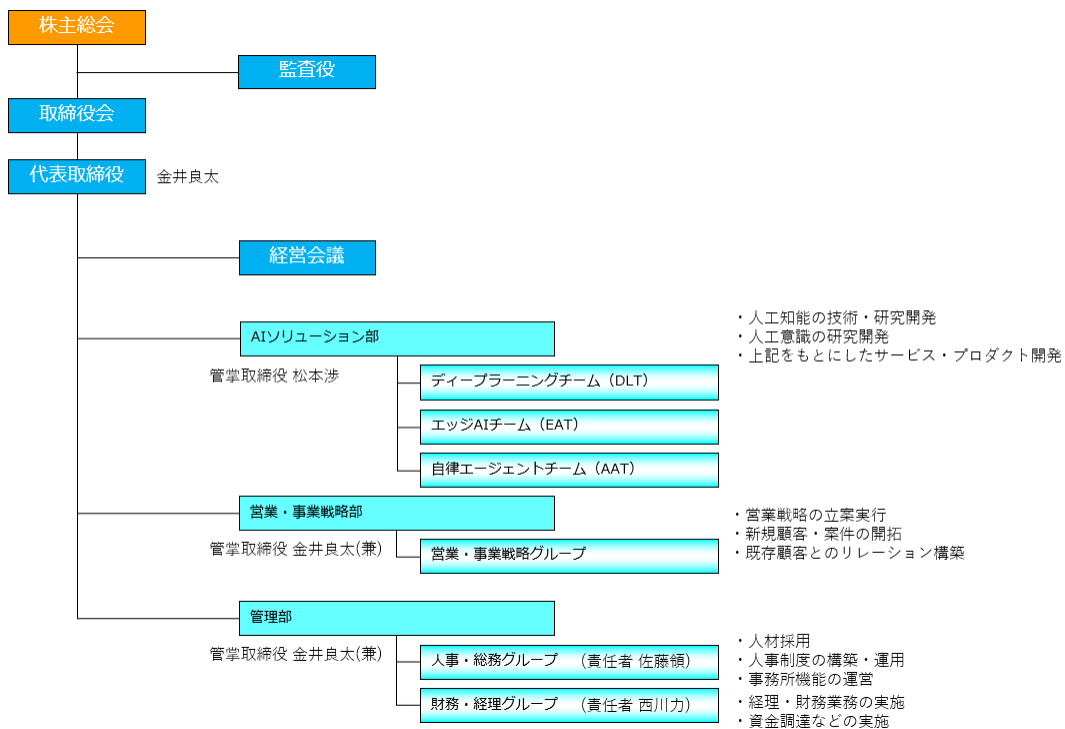 株主総会
監査役
取締役会
代表取締役
金井良太
経営会議
AIソリューション部
管掌取締役 松本渉
・人工知能の技術・研究開発
・人工意識の研究開発
・上記をもとにしたサービス・プロダクト開発
ディープラーニングチーム（DLT）
エッジAIチーム（EAT）
自律エージェントチーム（AAT）
営業・事業戦略部
管掌取締役 金井良太(兼)
営業・事業戦略グループ
・営業戦略の立案実行
・新規顧客・案件の開拓
・既存顧客とのリレーション構築
管理部
管掌取締役 金井良太(兼)
人事・総務グループ （責任者 佐藤領）
・人材採用
・人事制度の構築・運用
・事務所機能の運営
財務・経理グループ （責任者 西川力）
・経理・財務業務の実施
・資金調達などの実施